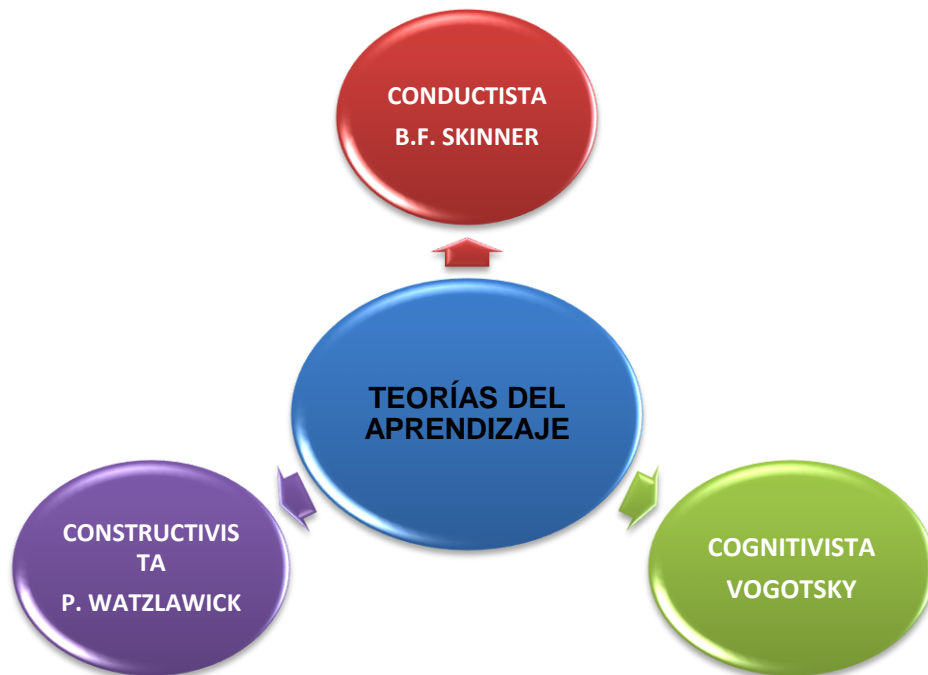 CONDUCTISTA
B.F. SKINNER
TEORÍAS DEL
APRENDIZAJE
CONSTRUCTIVIS
TA
P. WATZLAWICK
COGNITIVISTA
VOGOTSKY